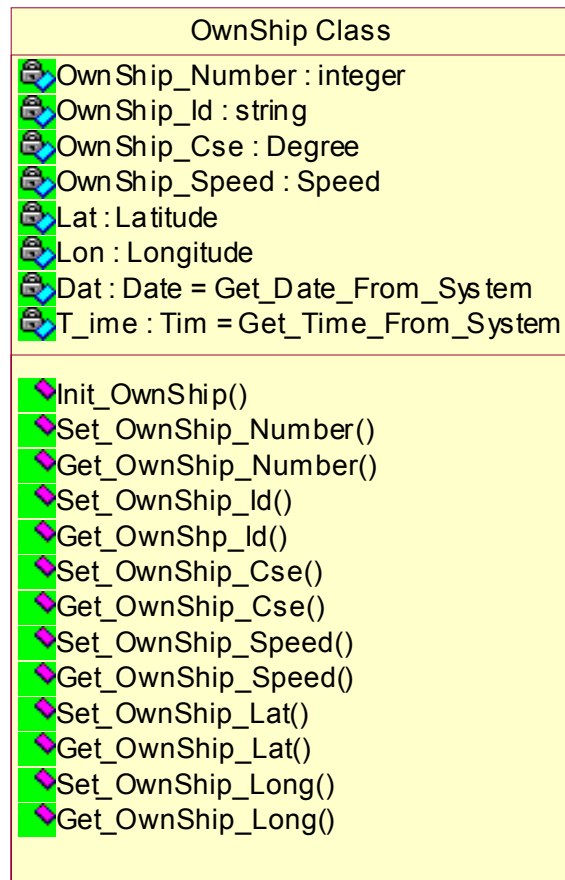 OwnShip Class
OwnShip_Number : integer
OwnShip_Id : string
OwnShip_Cse : Degree
OwnShip_Speed : Speed
Lat : Latitude
Lon : Longitude
Dat : Date = Get_Date_From_System
T_ime : Tim = Get_Time_From_System
Init_OwnShip()
Set_OwnShip_Number()
Get_OwnShip_Number()
Set_OwnShip_Id()
Get_OwnShp_Id()
Set_OwnShip_Cse()
Get_OwnShip_Cse()
Set_OwnShip_Speed()
Get_OwnShip_Speed()
Set_OwnShip_Lat()
Get_OwnShip_Lat()
Set_OwnShip_Long()
Get_OwnShip_Long()